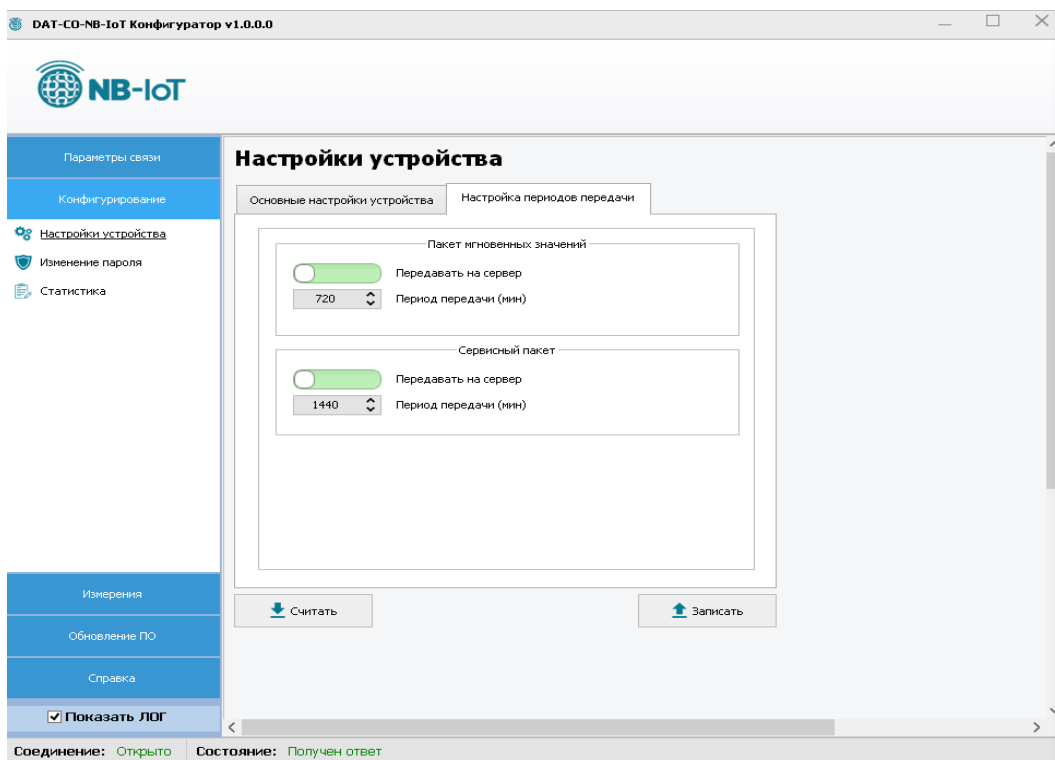 DAT-CO-NB-IoT Конфигуратор v1.0.0.0
NB-IoT
Параметры связи
Конфигурирование
Настройки устройства
Изменение пароля
Статистика
Измерения
Обновление ПО
Справка
Показать ЛОГ
Настройки устройства
Основные настройки устройства
Настройка периодов передачи
Пакет мгновенных значений
Передавать на сервер
720 Период передачи (мин)
Сервисный пакет
Передавать на сервер
1440 Период передачи (мин)
Считать
Записать
Соединение: Открыто Состояние: Получен ответ